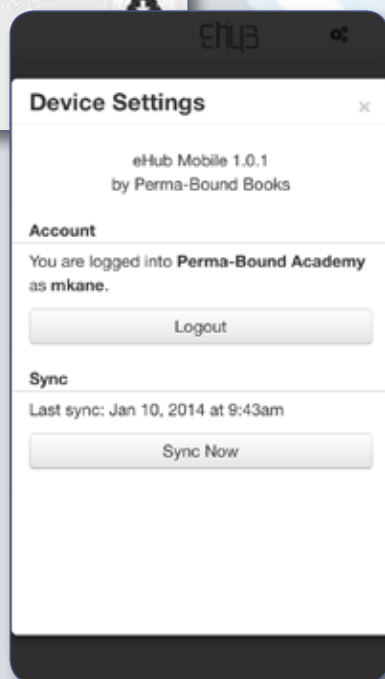 eHub
Device Settings ×
eHub Mobile 1.0.1
by Perma-Bound Books
Account
You are logged into Perma-Bound Academy
as mkane.
Logout
Sync
Last sync: Jan 10, 2014 at 9:43am
Sync Now